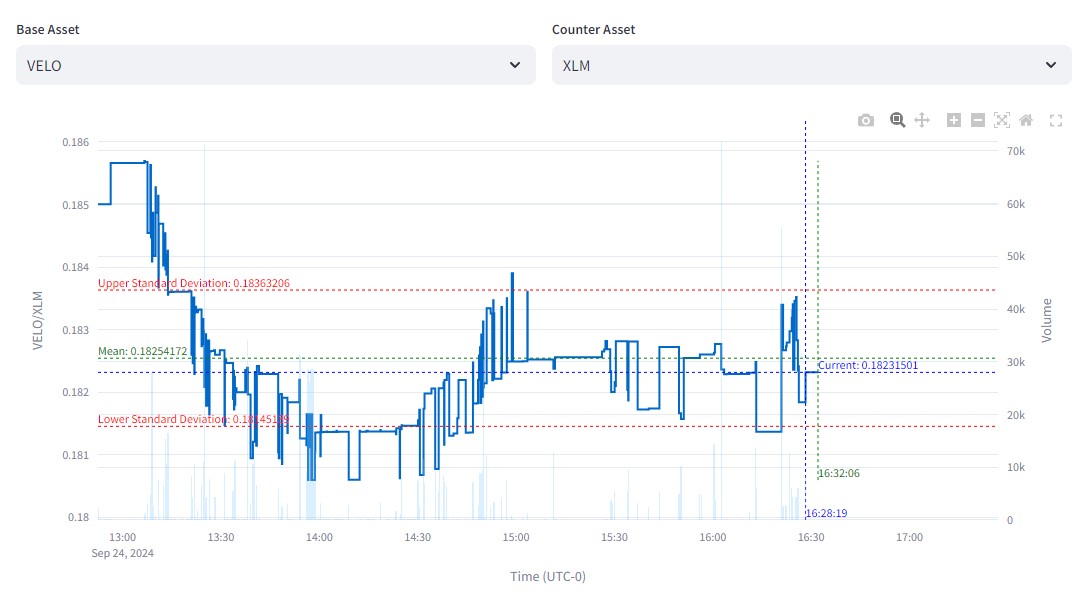 Base Asset
Counter Asset
VELO
XLM
0.186
70k
0.185
60k
50k
0.184
Upper Standard Deviation: 0.18363206
40k
VELO/XLM
0.183
Volume
Mean: 0.18254172
30k
Current: 0.18231501
0.182
Lower Standard Deviation: 0.18145139
20k
0.181
10k
16:32:06
0.18
16:28:19
0
13:00
13:30
14:00
14:30
15:00
15:30
16:00
16:30
17:00
Sep 24, 2024
Time (UTC-0)